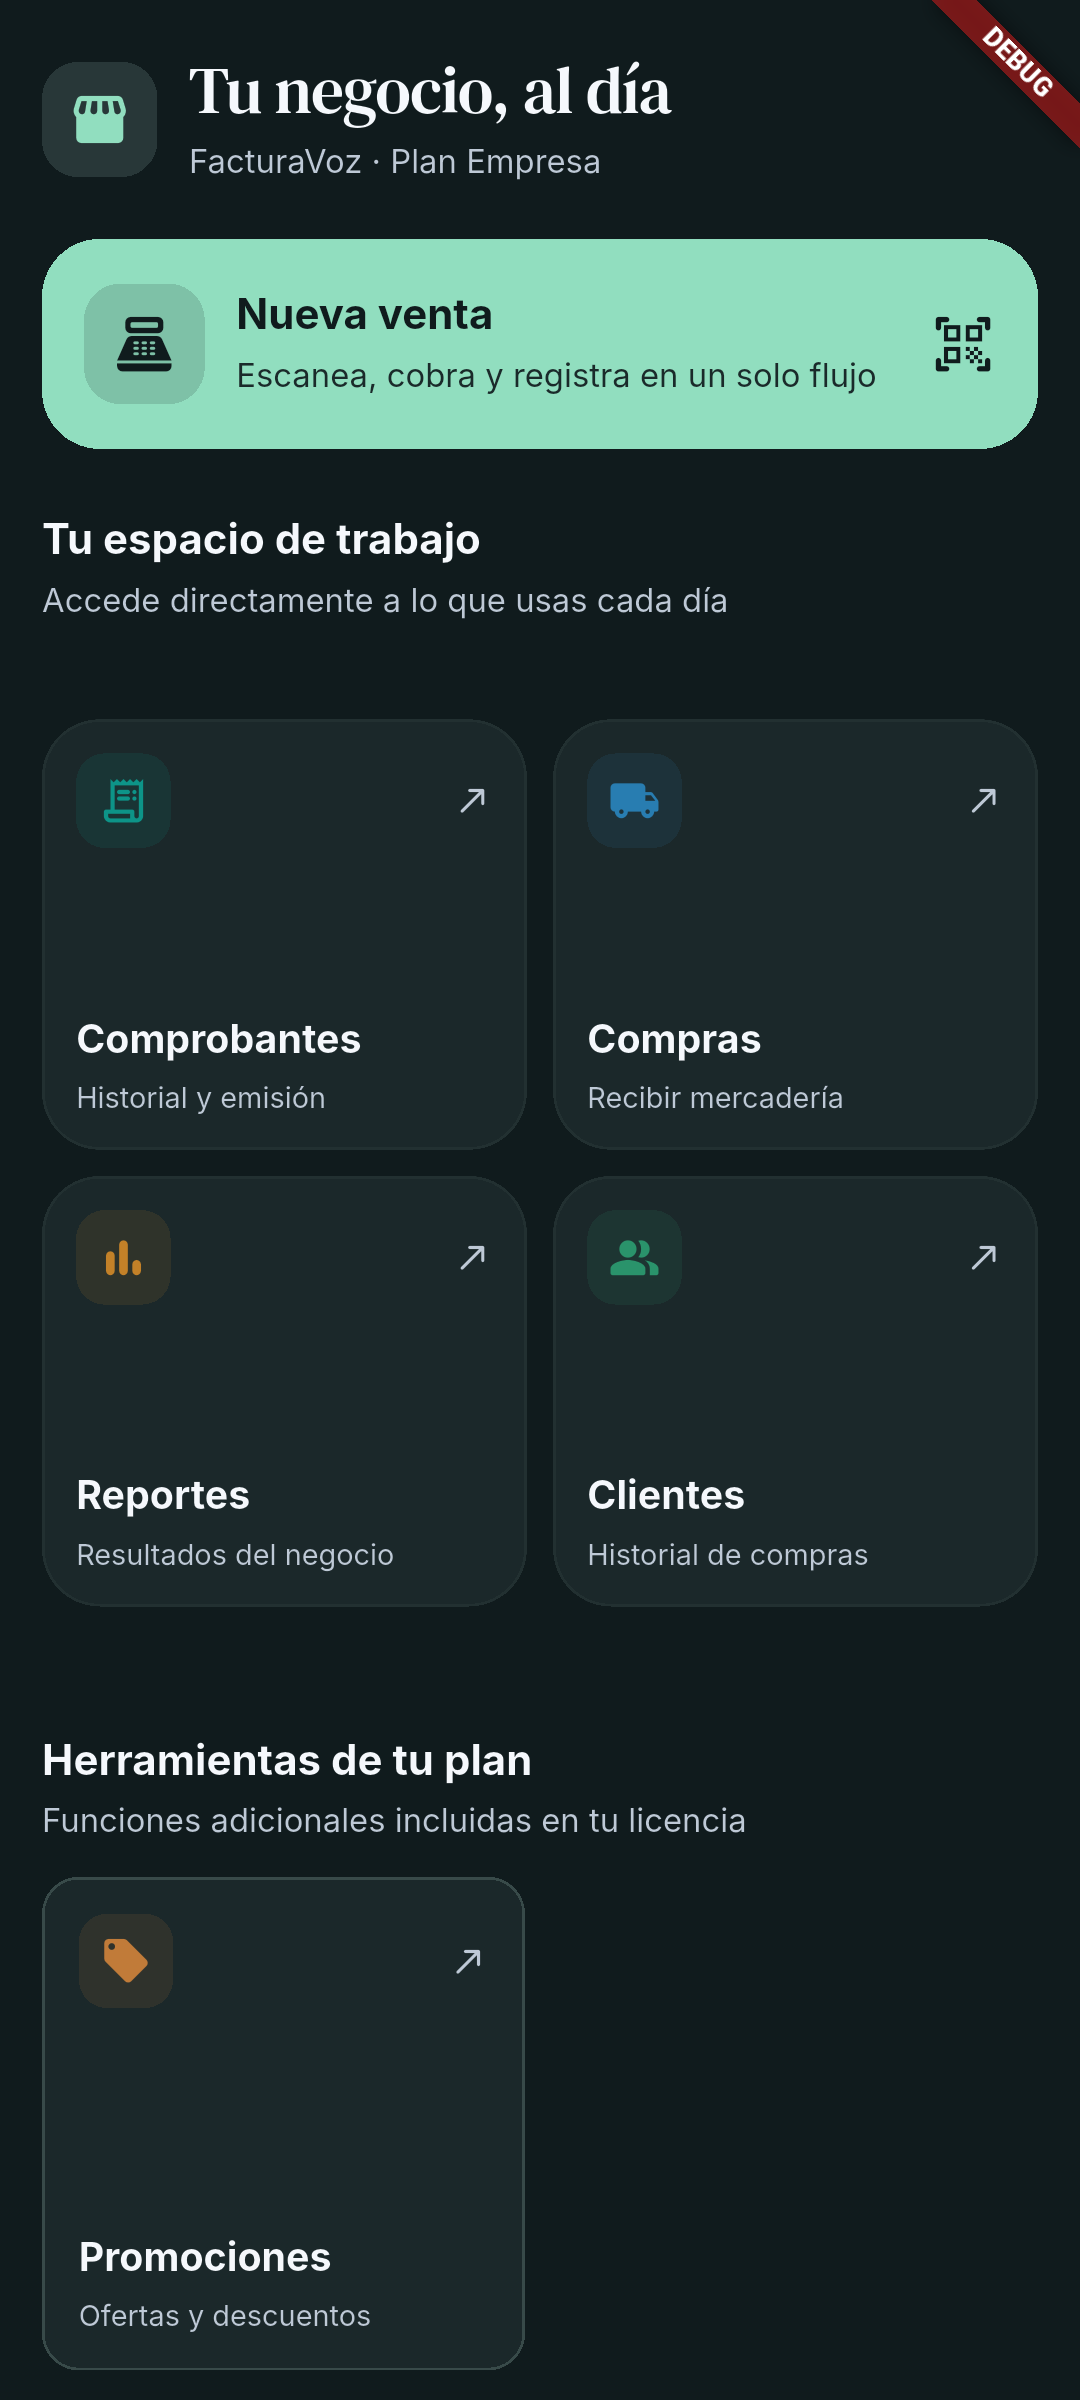 Tu negocio, al día
FacturaVoz · Plan Empresa
DEBUG
Nueva venta
Escanea, cobra y registra en un solo flujo
Tu espacio de trabajo
Accede directamente a lo que usas cada día
Comprobantes
Historial y emisión
Compras
Recibir mercadería
Reportes
Resultados del negocio
Clientes
Historial de compras
Herramientas de tu plan
Funciones adicionales incluidas en tu licencia
Promociones
Ofertas y descuentos